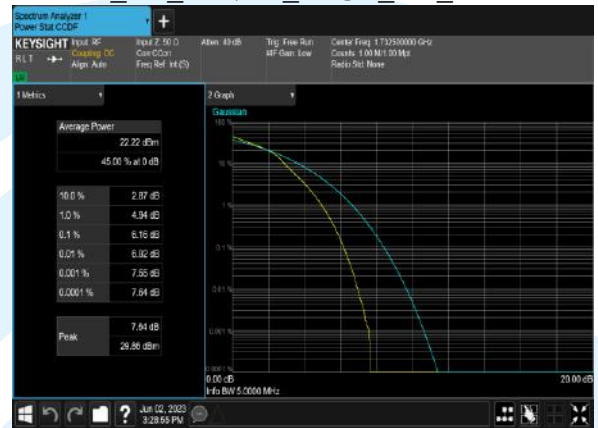 Spectrum Analyzer 1
Power Stat CCDF
KEYSIGHT
RLT
Input: RF
Coupling: DC
Align: Auto
Input Z: 50 Ω
Corr CCorr
Freq Ref: Int (S)
Atten: 40 dB
Trig: Free Run
#IF Gain: Low
Center Freq: 1.732500000 GHz
Counts: 1.00 M/1.00 Mpt
Radio Std: None
1 Metrics
Average Power
22.22 dBm
45.00 % at 0 dB
10.0 % 2.87 dB
1.0 % 4.94 dB
0.1 % 6.16 dB
0.01 % 6.82 dB
0.001 % 7.55 dB
0.0001 % 7.64 dB
Peak
7.64 dB
29.86 dBm
2 Graph
Gaussian
100 %
10 %
1 %
0.1 %
0.01 %
0.001 %
0.0001 %
0.00 dB
20.00 dB
Info BW 5.0000 MHz
Jun 02, 2023
3:28:55 PM